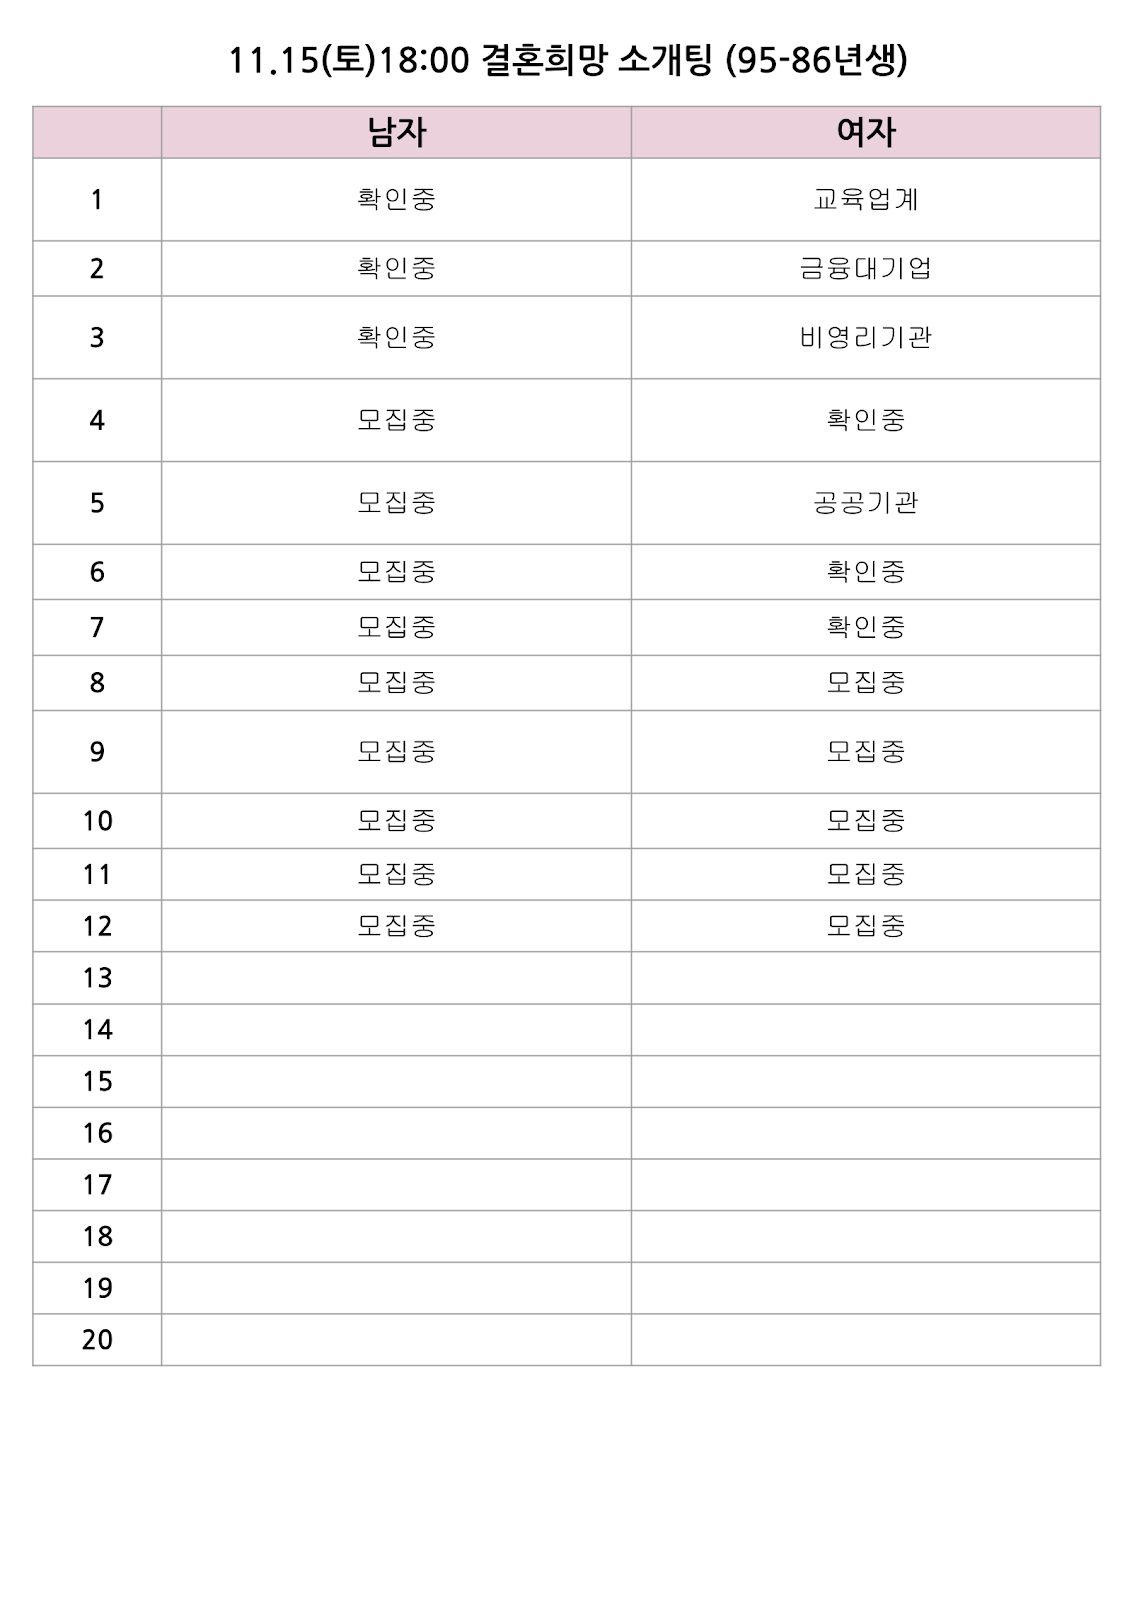 11.15(토)18:00 결혼희망 소개팅 (95-86년생)
남자 여자
1 확인중 교육업계
2 확인중 금융대기업
3 확인중 비영리기관
4 모집중 확인중
5 모집중 공공기관
6 모집중 확인중
7 모집중 확인중
8 모집중 모집중
9 모집중 모집중
10 모집중 모집중
11 모집중 모집중
12 모집중 모집중
13
14
15
16
17
18
19
20